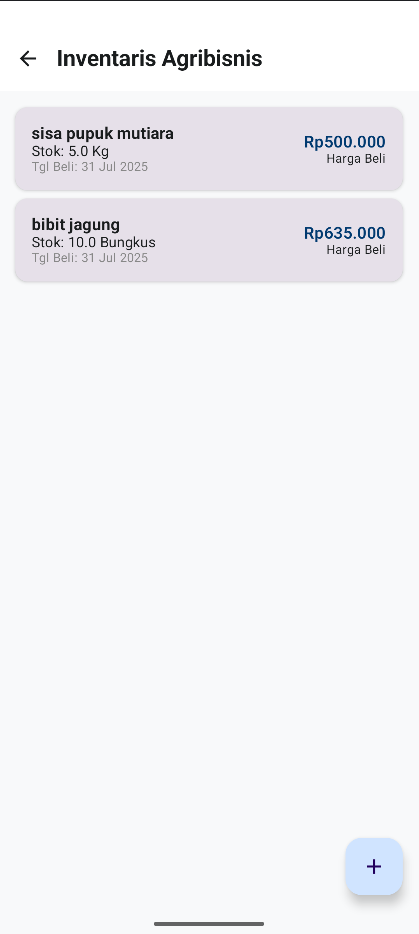 Inventaris Agribisnis
sisa pupuk mutiara
Stok: 5.0 Kg
Tgl Beli: 31 Jul 2025
Rp500.000
Harga Beli
bibit jagung
Stok: 10.0 Bungkus
Tgl Beli: 31 Jul 2025
Rp635.000
Harga Beli